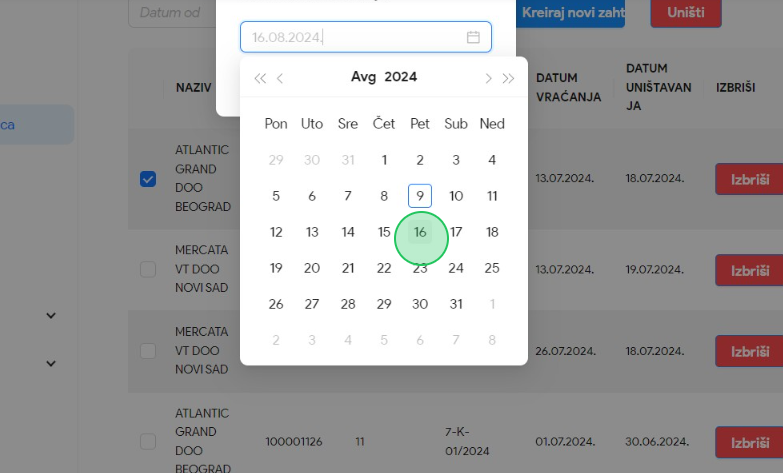 Datum od
Kreiraj novi zaht
Uništi
16.08.2024.
Avg 2024
Pon Uto Sre Čet Pet Sub Ned
29 30 31 1 2 3 4
5 6 7 8 9 10 11
12 13 14 15 16 17 18
19 20 21 22 23 24 25
26 27 28 29 30 31 1
2 3 4 5 6 7 8
ca
NAZIV
DATUM
VRAĆANJA
DATUM
UNIŠTAVAN
JA
IZBRIŠI
ATLANTIC
GRAND
DOO
BEOGRAD
13.07.2024. 18.07.2024. Izbriši
MERCATA
VT DOO
NOVI SAD
13.07.2024. 19.07.2024. Izbriši
MERCATA
VT DOO
NOVI SAD
26.07.2024. 18.07.2024. Izbriši
ATLANTIC
GRAND
DOO
BEOGRAD
100001126 11
7-K-
01/2024
01.07.2024. 30.06.2024. Izbriši